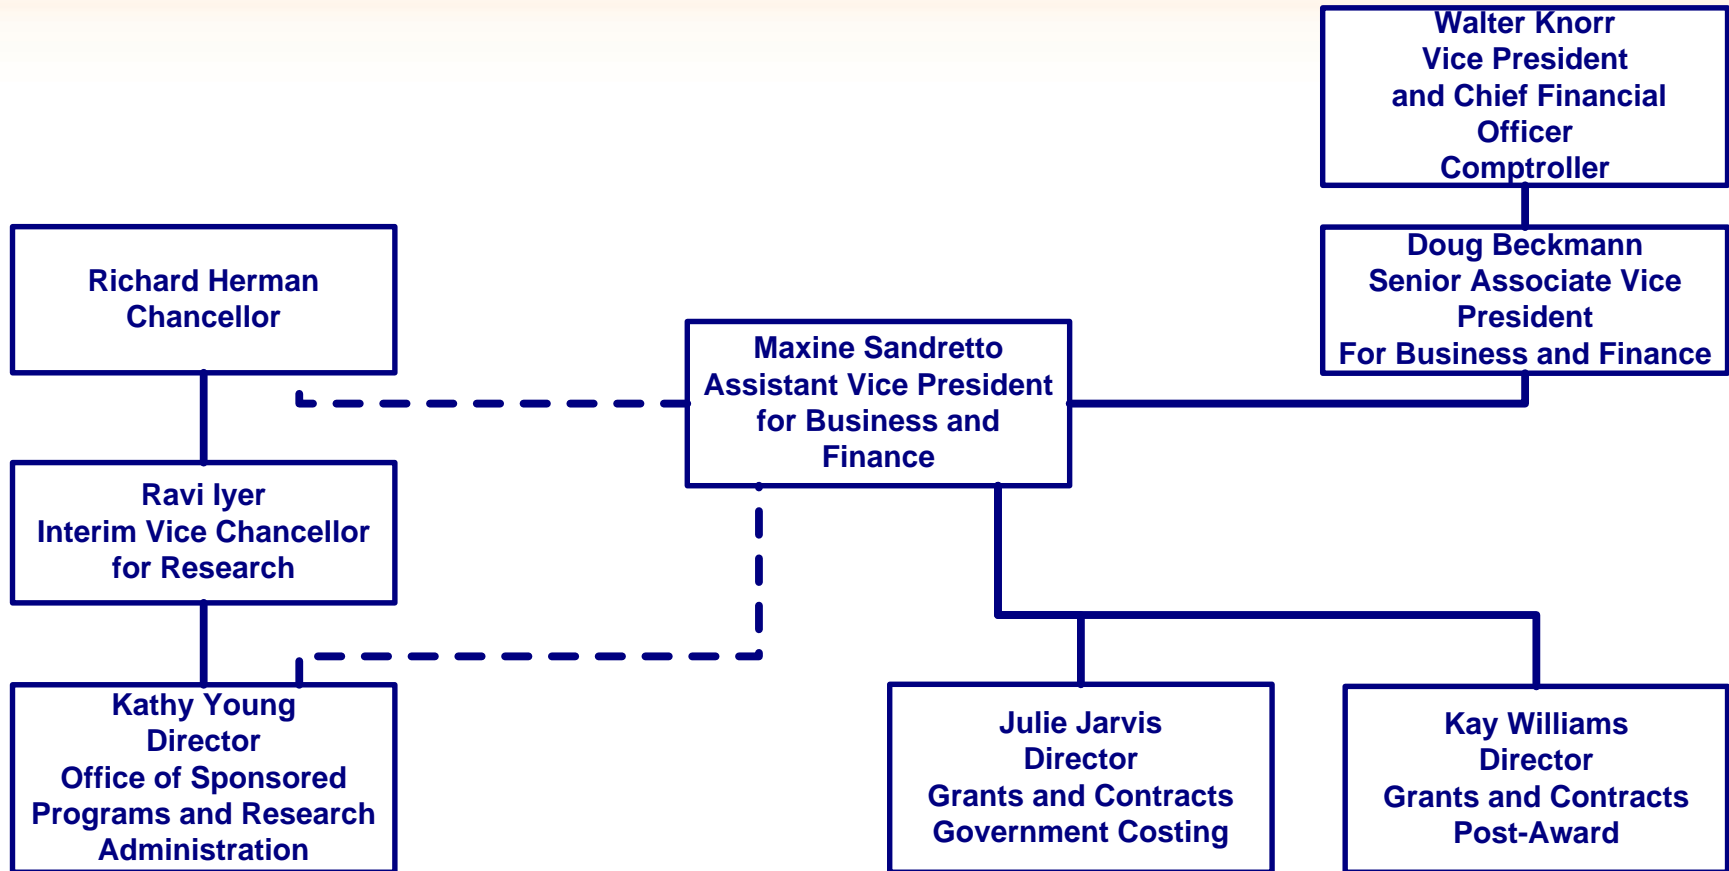 Walter Knorr
Vice President
and Chief Financial
Officer
Comptroller
Richard Herman
Chancellor
Doug Beckmann
Senior Associate Vice
President
For Business and Finance
Maxine Sandretto
Assistant Vice President
for Business and
Finance
Ravi Iyer
Interim Vice Chancellor
for Research
Kathy Young
Director
Office of Sponsored
Programs and Research
Administration
Julie Jarvis
Director
Grants and Contracts
Government Costing
Kay Williams
Director
Grants and Contracts
Post-Award